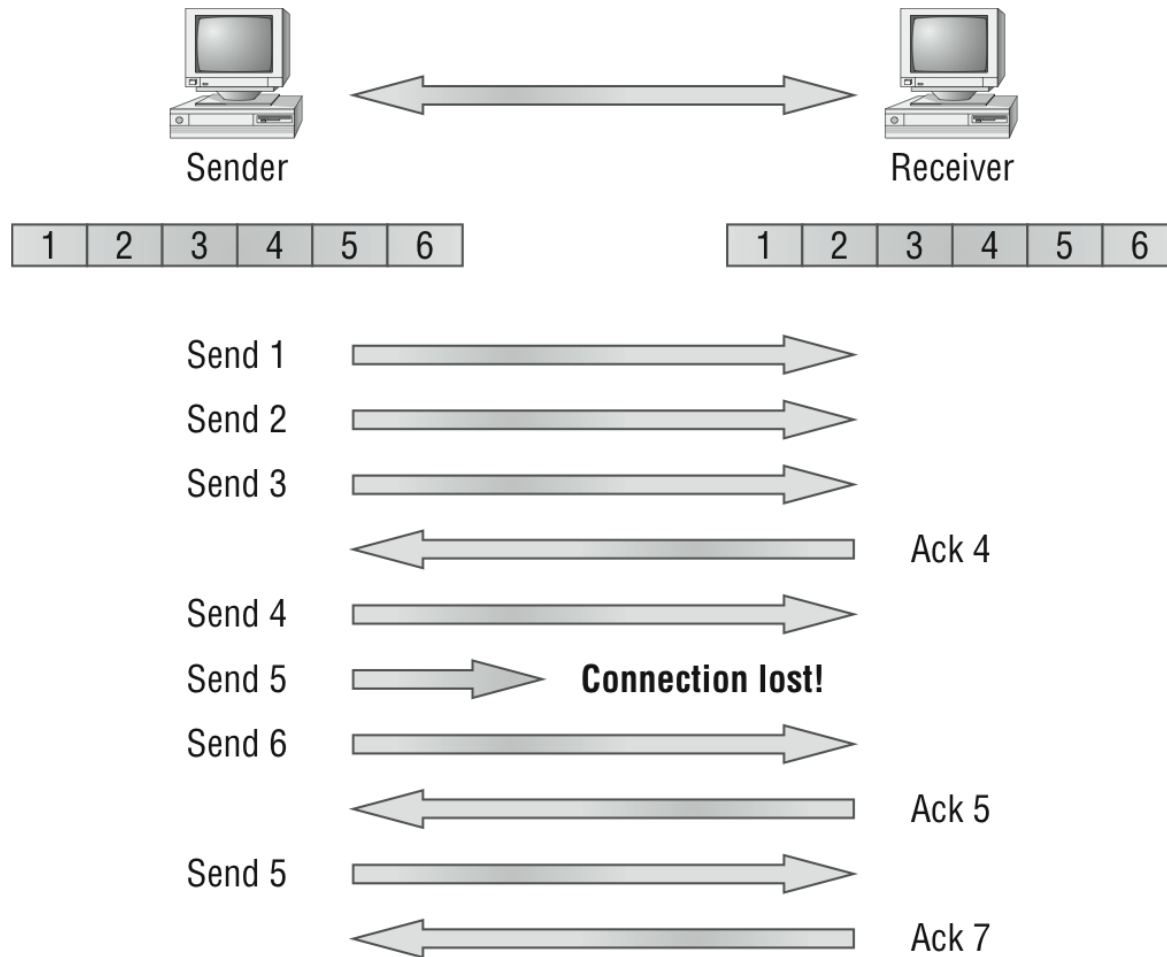 Sender Receiver
1 2 3 4 5 6 1 2 3 4 5 6
Send 1
Send 2
Send 3
Ack 4
Send 4
Send 5 Connection lost!
Send 6
Ack 5
Send 5
Ack 7